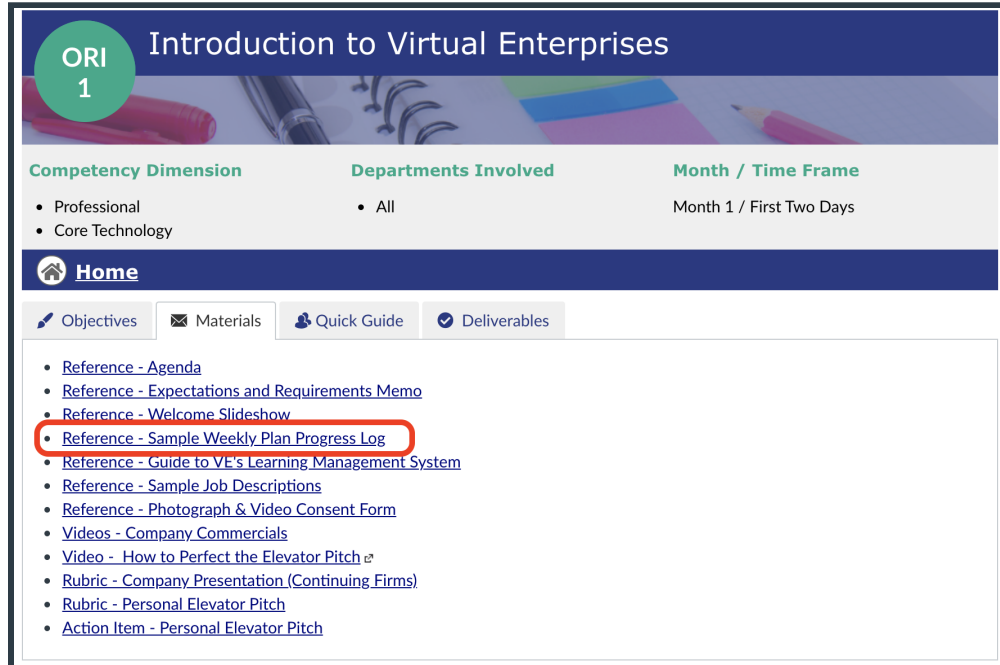 ORI
1
Introduction to Virtual Enterprises
Competency Dimension
Departments Involved
Month / Time Frame
• Professional
• Core Technology
• All
Month 1 / First Two Days
Home
Objectives
Materials
Quick Guide
Deliverables
• Reference - Agenda
• Reference - Expectations and Requirements Memo
• Reference - Welcome Slideshow
• Reference - Sample Weekly Plan Progress Log
• Reference - Guide to VE's Learning Management System
• Reference - Sample Job Descriptions
• Reference - Photograph & Video Consent Form
• Videos - Company Commercials
• Video - How to Perfect the Elevator Pitch
• Rubric - Company Presentation (Continuing Firms)
• Rubric - Personal Elevator Pitch
• Action Item - Personal Elevator Pitch